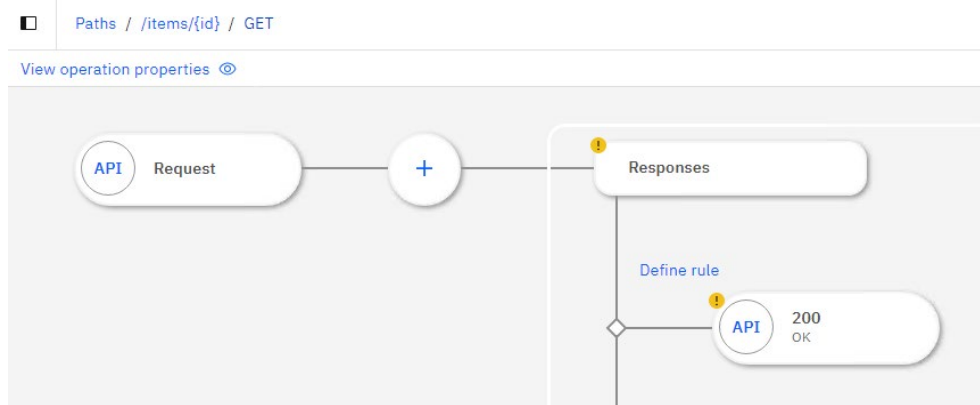 Paths / /items/{id} / GET
View operation properties
API Request
+
! Responses
Define rule
! API 200
OK